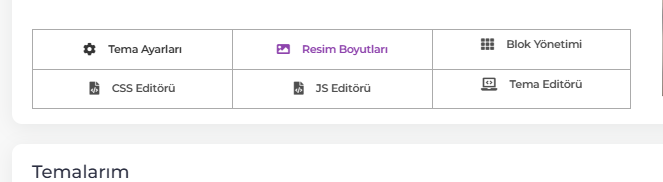 Tema Ayarları
Resim Boyutları
Blok Yönetimi
CSS Editörü
JS Editörü
Tema Editörü
Temalarım